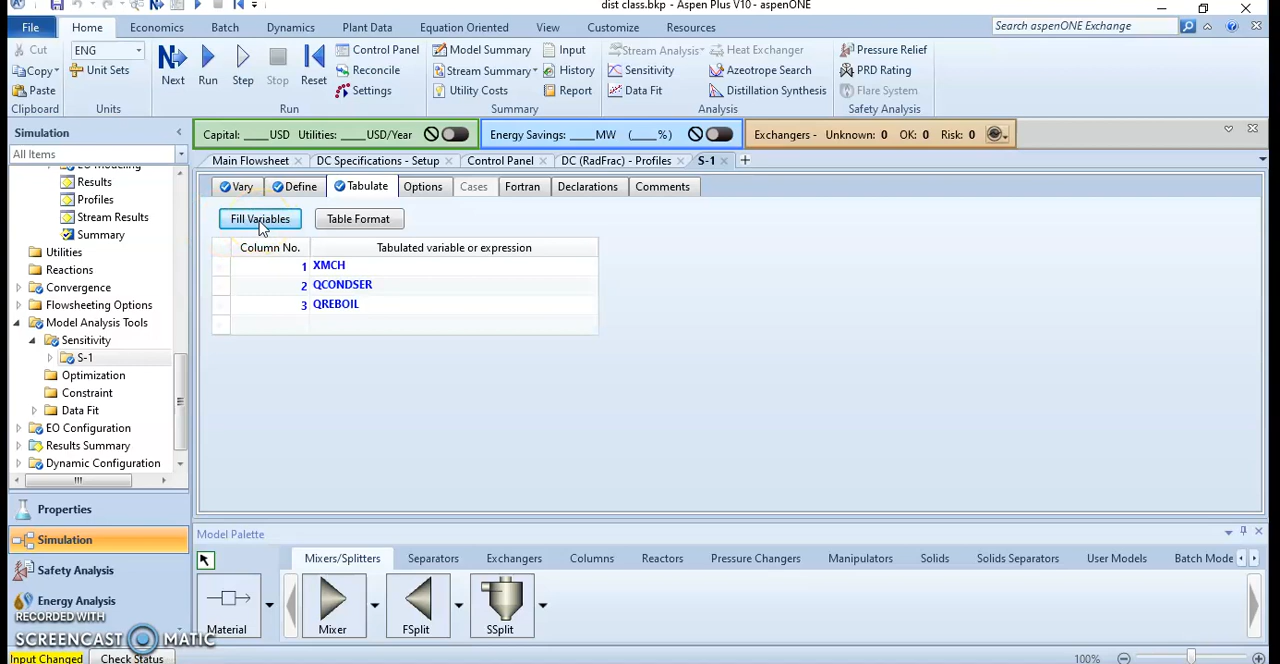 dist class.bkp - Aspen Plus V10 - aspenONE
File Home Economics Batch Dynamics Plant Data Equation Oriented View Customize Resources Search aspenONE Exchange
Cut ENG Control Panel Model Summary Input Stream Analysis Heat Exchanger Pressure Relief
Copy Unit Sets Next Run Step Stop Reset Reconcile Stream Summary History Sensitivity Azeotrope Search PRD Rating
Paste Settings Utility Costs Report Data Fit Distillation Synthesis Flare System
Clipboard Units Run Summary Analysis Safety Analysis
Simulation Capital: ____USD Utilities: ____USD/Year Energy Savings: ____MW (____%) Exchangers - Unknown: 0 OK: 0 Risk: 0
All Items Main Flowsheet DC Specifications - Setup Control Panel DC (RadFrac) - Profiles S-1
Results
Profiles
Stream Results
Summary
Utilities
Reactions
Convergence
Flowsheeting Options
Model Analysis Tools
Sensitivity
S-1
Optimization
Constraint
Data Fit
EO Configuration
Results Summary
Dynamic Configuration
Properties
Simulation
Safety Analysis
Energy Analysis
RECORDED WITH
SCREENCAST MATIC
Input Changed Check Status
Vary Define Tabulate Options Cases Fortran Declarations Comments
Fill Variables Table Format
Column No. Tabulated variable or expression
1 XMCH
2 QCONDSER
3 QREBOIL
Model Palette
Mixers/Splitters Separators Exchangers Columns Reactors Pressure Changers Manipulators Solids Solids Separators User Models Batch Mode
Material Mixer FSplit SSplit
100%